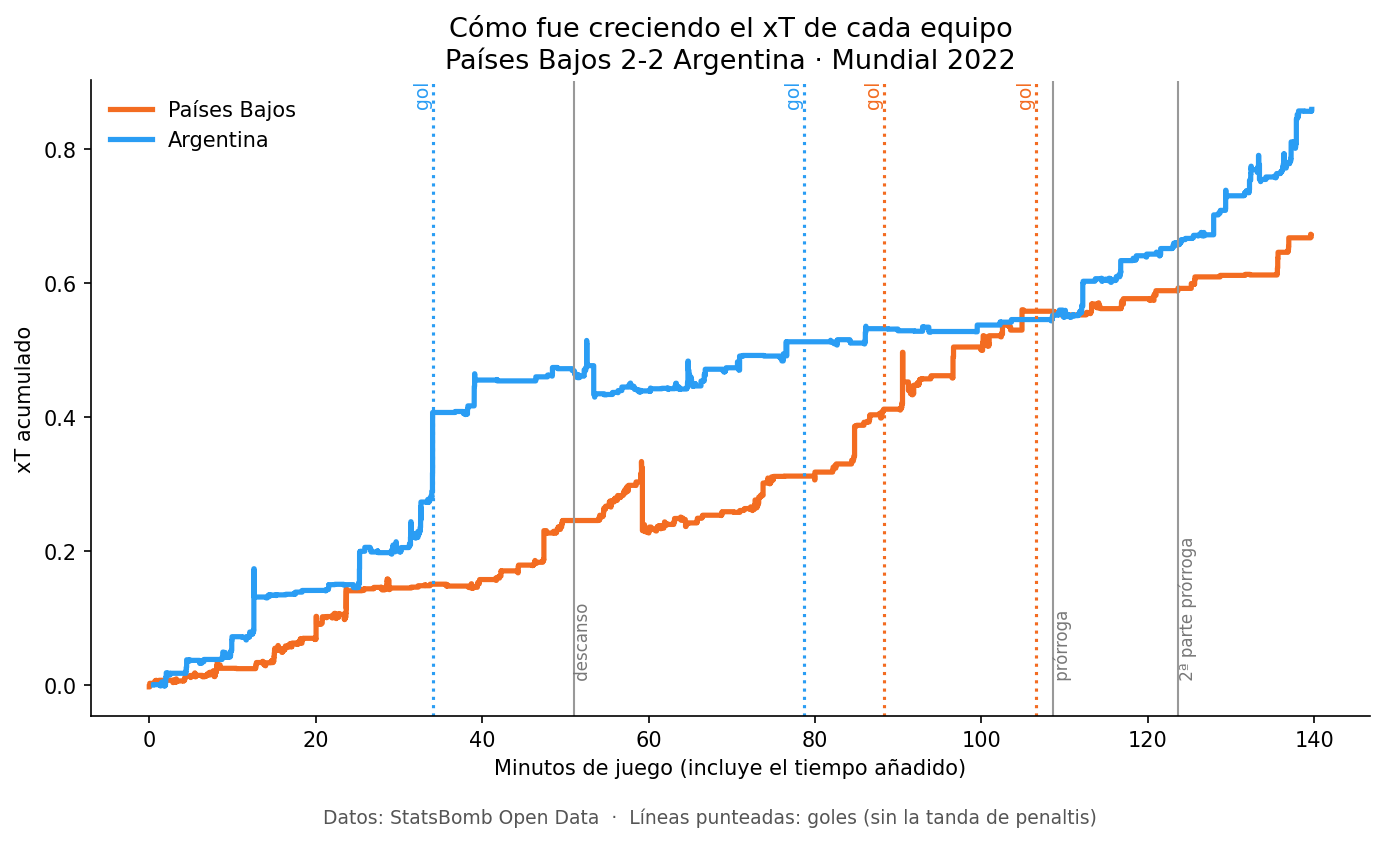 Cómo fue creciendo el xT de cada equipo
Países Bajos 2-2 Argentina · Mundial 2022
Países Bajos
Argentina
gol
gol
gol
gol
descanso
prórroga
2ª parte prórroga
xT acumulado
0.8
0.6
0.4
0.2
0.0
0
20
40
60
80
100
120
140
Minutos de juego (incluye el tiempo añadido)
Datos: StatsBomb Open Data · Líneas punteadas: goles (sin la tanda de penaltis)